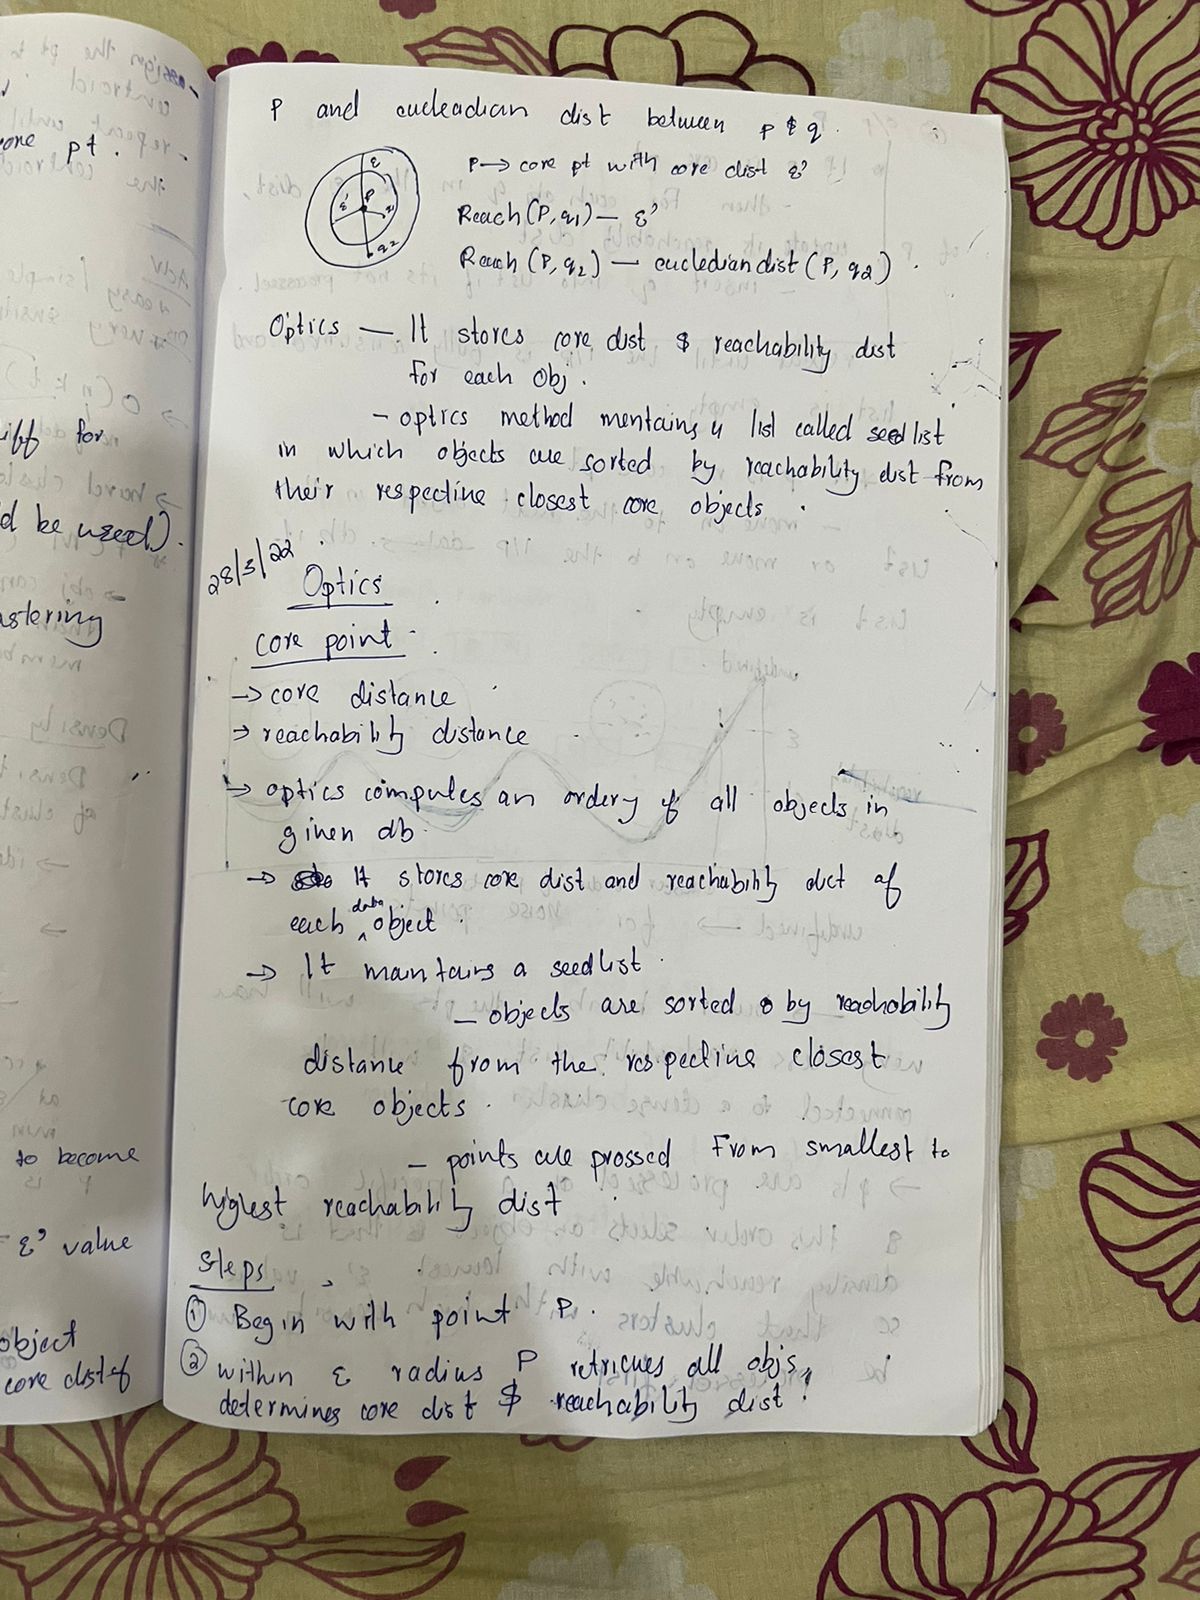 core pt.
iff for
d be used).
astering
to become
= ε' value
object
core dist of
P and eucleadian dist between p & q.
ε
ε'
P
q2
P → core pt with core dist ε'
Reach (P, q1) — ε'
Reach (P, q2) — eucledian dist (P, q2).
Optics — It stores core dist & reachability dist
for each obj.
- optics method mentains a list called seed list
in which objects are sorted by reachability dist from
their respective closest core objects.
28/3/22
Optics
core point
→ core distance
→ reachability distance
→ optics computes an ordery of all objects in
given db.
→ It stores core dist and reachability dict of
each data object.
→ It maintains a seedlist.
- objects are sorted by reachability
distance from the respective closest
core objects.
- points are prossed From smallest to
highest reachability dist
Steps
① Begin with point P.
② within ε radius P retrieves all objs,
determines core dist & reachability dist.